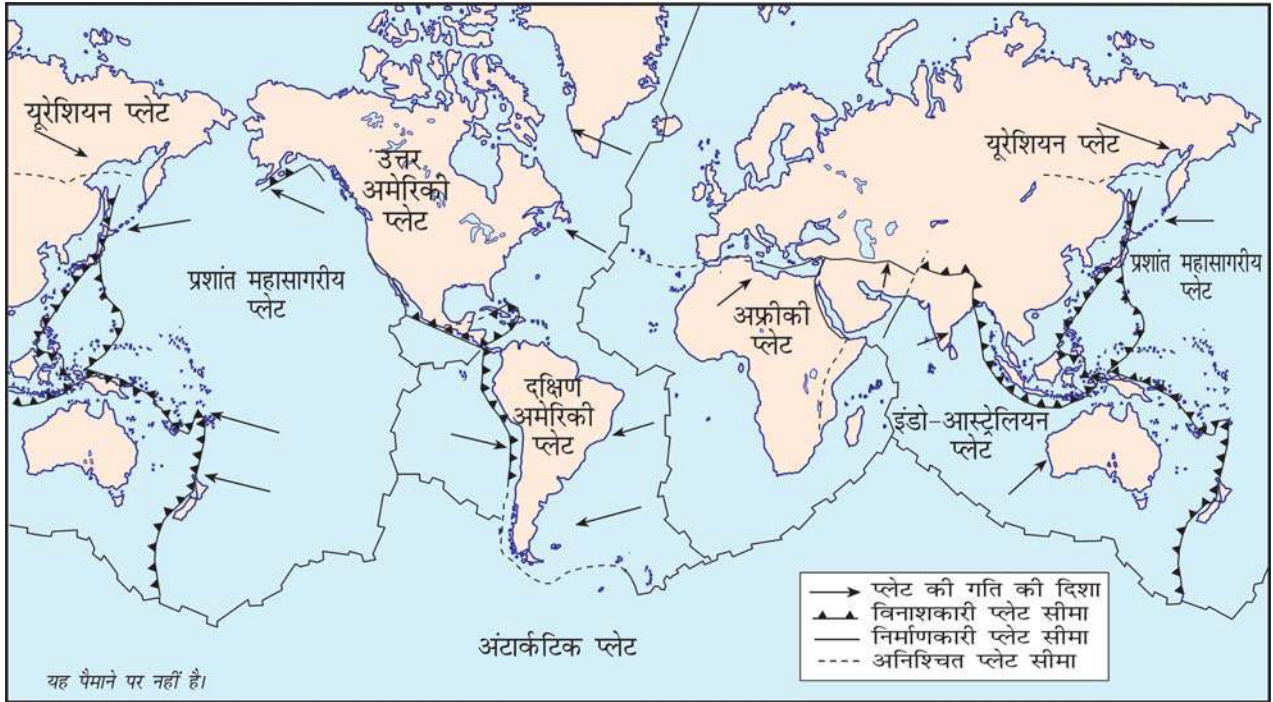 यूरेशियन प्लेट
उत्तर
अमेरिकी
प्लेट
यूरेशियन प्लेट
प्रशांत महासागरीय
प्लेट
प्रशांत महासागरीय
प्लेट
अफ्रीकी
प्लेट
दक्षिण
अमेरिकी
प्लेट
इंडो-आस्ट्रेलियन
प्लेट
अंटार्कटिक प्लेट
प्लेट की गति की दिशा
विनाशकारी प्लेट सीमा
निर्माणकारी प्लेट सीमा
अनिश्चित प्लेट सीमा
यह पैमाने पर नहीं है।